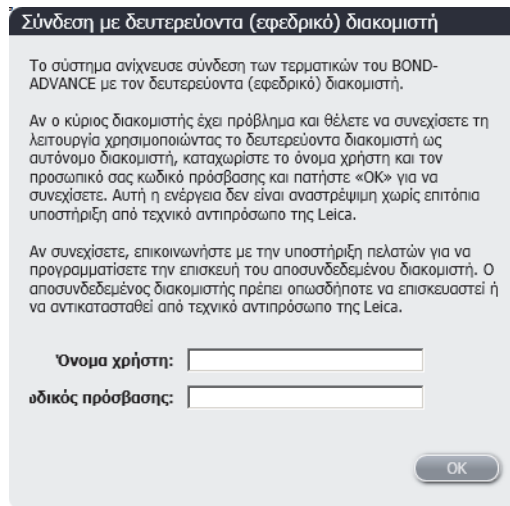 Σύνδεση με δευτερεύοντα (εφεδρικό) διακομιστή
Το σύστημα ανίχνευσε σύνδεση των τερματικών του BOND-
ADVANCE με τον δευτερεύοντα (εφεδρικό) διακομιστή.
Αν ο κύριος διακομιστής έχει πρόβλημα και θέλετε να συνεχίσετε τη
λειτουργία χρησιμοποιώντας το δευτερεύοντα διακομιστή ως
αυτόνομο διακομιστή, καταχωρίστε το όνομα χρήστη και τον
προσωπικό σας κωδικό πρόσβασης και πατήστε «OK» για να
συνεχίσετε. Αυτή η ενέργεια δεν είναι αναστρέψιμη χωρίς επιτόπια
υποστήριξη από τεχνικό αντιπρόσωπο της Leica.
Αν συνεχίσετε, επικοινωνήστε με την υποστήριξη πελατών για να
προγραμματίσετε την επισκευή του αποσυνδεδεμένου διακομιστή. Ο
αποσυνδεδεμένος διακομιστής πρέπει οπωσδήποτε να επισκευαστεί ή
να αντικατασταθεί από τεχνικό αντιπρόσωπο της Leica.
Όνομα χρήστη:
ωδικός πρόσβασης:
OK